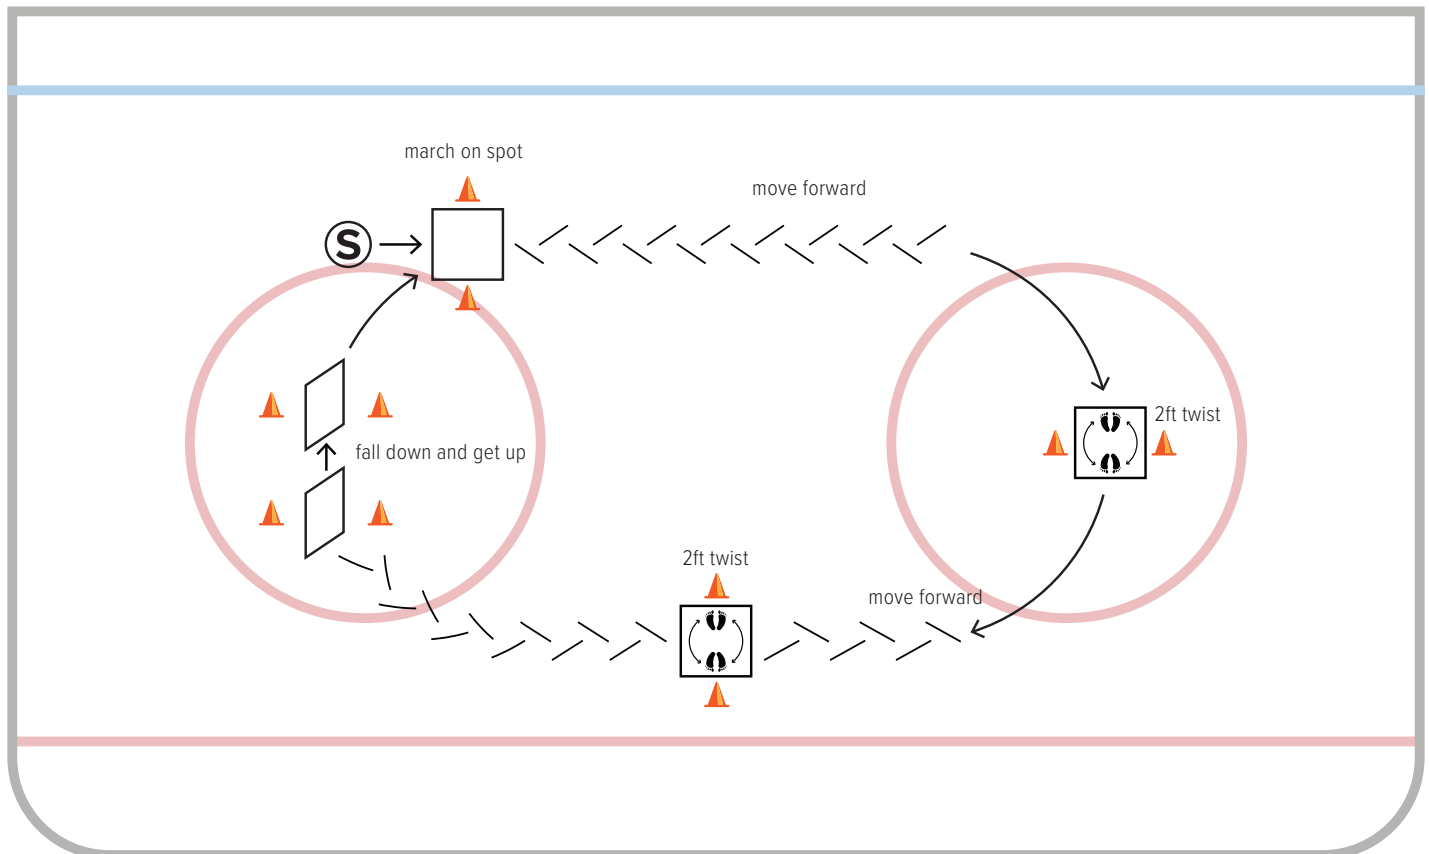 march on spot
move forward
S
2ft twist
fall down and get up
2ft twist
move forward